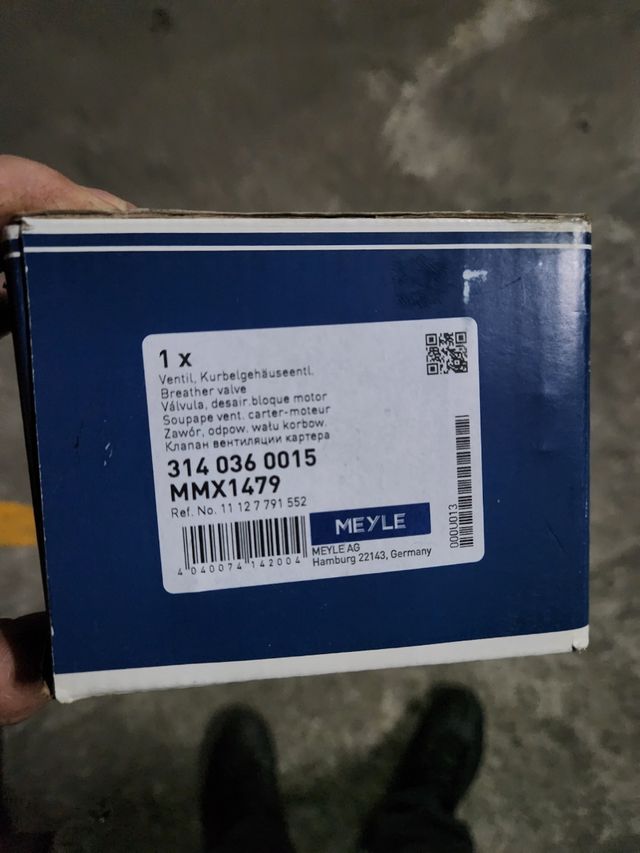 1 x
Ventil, Kurbelgehäuseentl.
Breather valve
Válvula, desair.bloque motor
Soupape vent. carter-moteur
Zawór, odpow. wału korbow.
Клапан вентиляции картера
314 036 0015
MMX1479
Ref. No. 11 12 7 791 552
MEYLE
MEYLE AG
Hamburg 22143, Germany
4 040074 142004
000U013